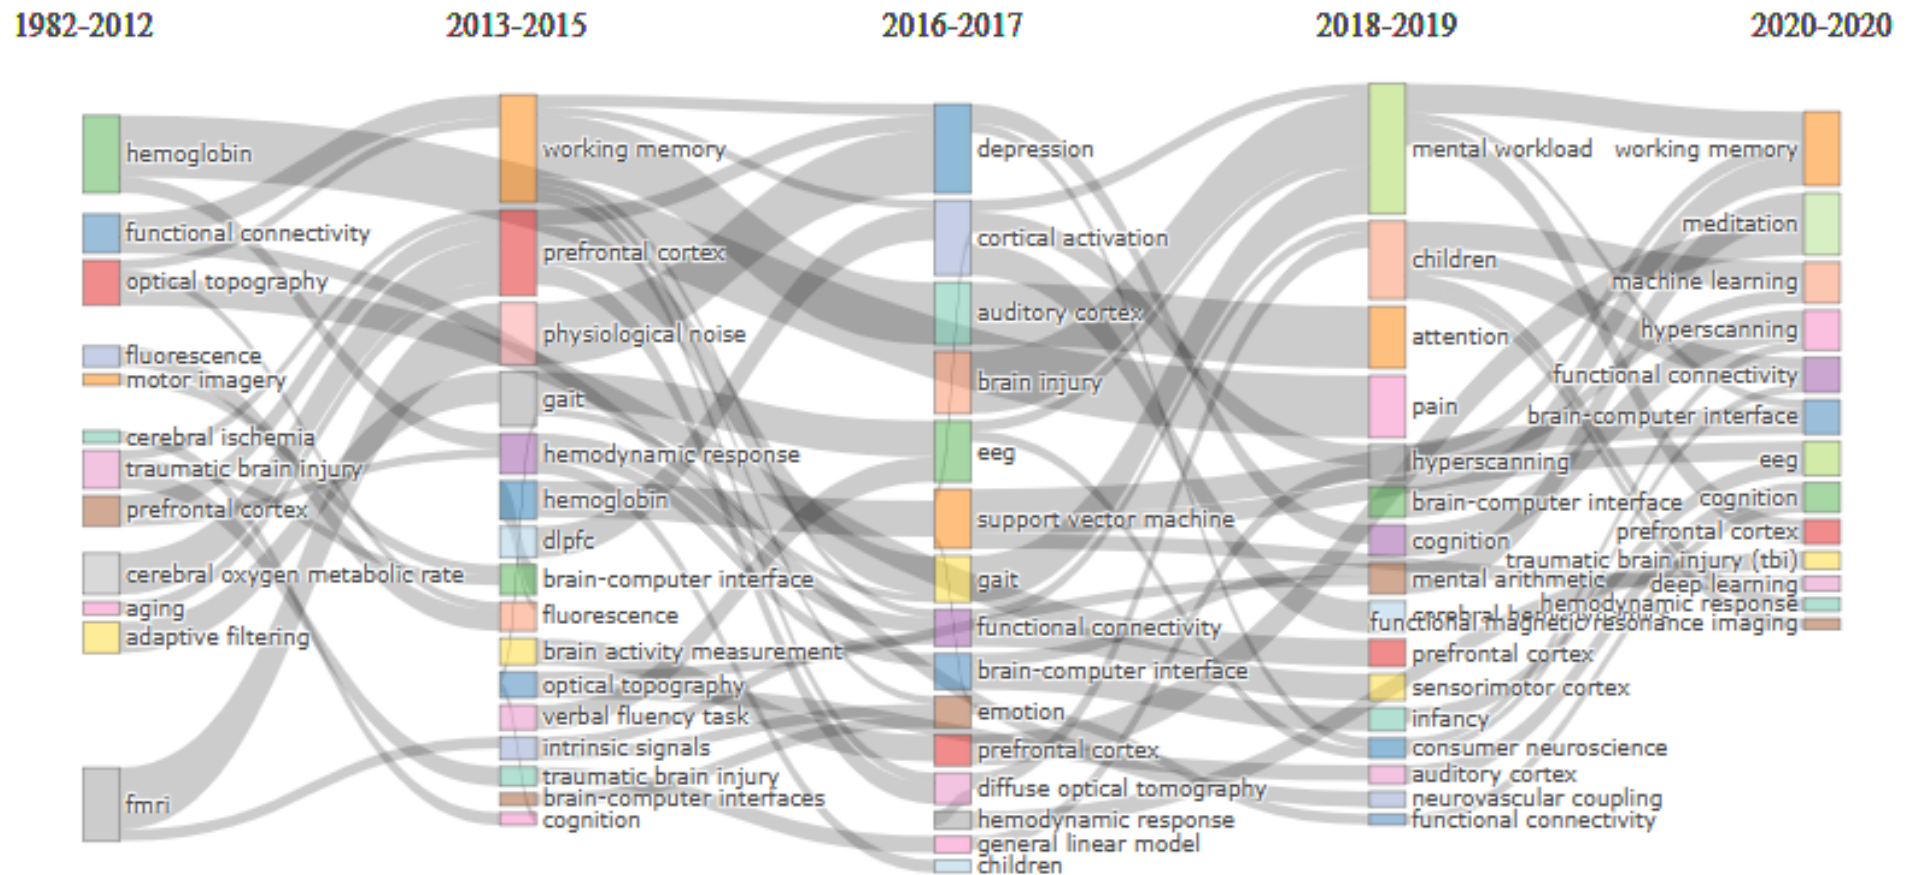 1982-2012
2013-2015
2016-2017
2018-2019
2020-2020
hemoglobin
functional connectivity
optical topography
fluorescence
motor imagery
cerebral ischemia
traumatic brain injury
prefrontal cortex
cerebral oxygen metabolic rate
aging
adaptive filtering
fmri
working memory
prefrontal cortex
physiological noise
gait
hemodynamic response
hemoglobin
dlpfc
brain-computer interface
fluorescence
brain activity measurement
optical topography
verbal fluency task
intrinsic signals
traumatic brain injury
brain-computer interfaces
cognition
depression
cortical activation
auditory cortex
brain injury
eeg
support vector machine
gait
functional connectivity
brain-computer interface
emotion
prefrontal cortex
diffuse optical tomography
hemodynamic response
general linear model
children
mental workload
children
attention
pain
hyperscanning
brain-computer interface
cognition
mental arithmetic
cerebral
prefrontal cortex
sensorimotor cortex
infancy
consumer neuroscience
auditory cortex
neurovascular coupling
functional connectivity
working memory
meditation
machine learning
hyperscanning
functional connectivity
brain-computer interface
eeg
cognition
prefrontal cortex
traumatic brain injury (tbi)
deep learning
hemodynamic response
functional magnetic resonance imaging